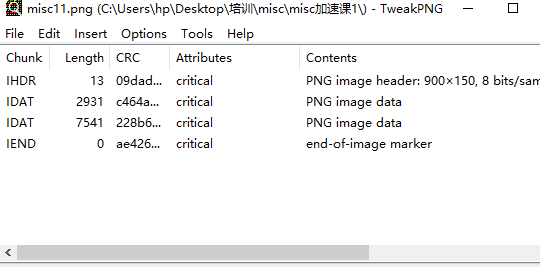 misc11.png (C:\Users\hp\Desktop\培训\misc\misc加速课1\) - TweakPNG
File Edit Insert Options Tools Help
Chunk Length CRC Attributes Contents
IHDR 13 09dad... critical PNG image header: 900×150, 8 bits/sam
IDAT 2931 c464a... critical PNG image data
IDAT 7541 228b6... critical PNG image data
IEND 0 ae426... critical end-of-image marker